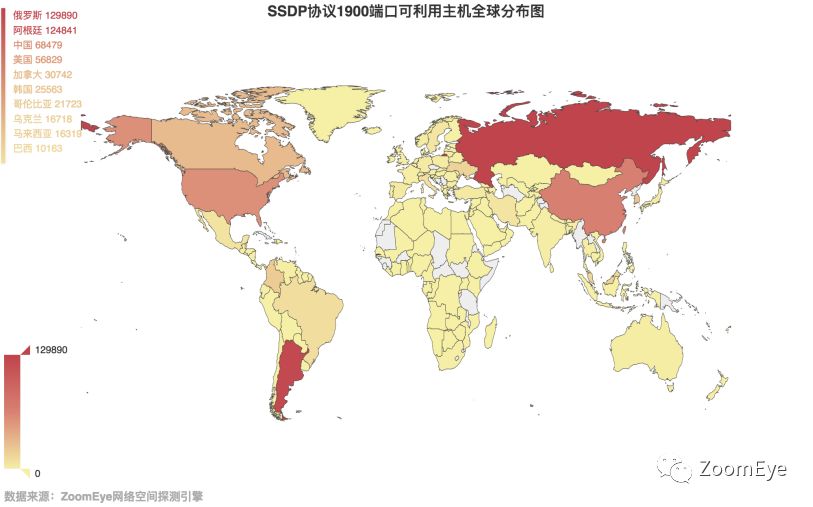 SSDP协议1900端口可利用主机全球分布图
俄罗斯 129890
阿根廷 124841
中国 68479
美国 56829
加拿大 30742
韩国 25563
哥伦比亚 21723
乌克兰 16718
马来西亚 16319
巴西 10163
129890
0
ZoomEye
数据来源：ZoomEye网络空间探测引擎